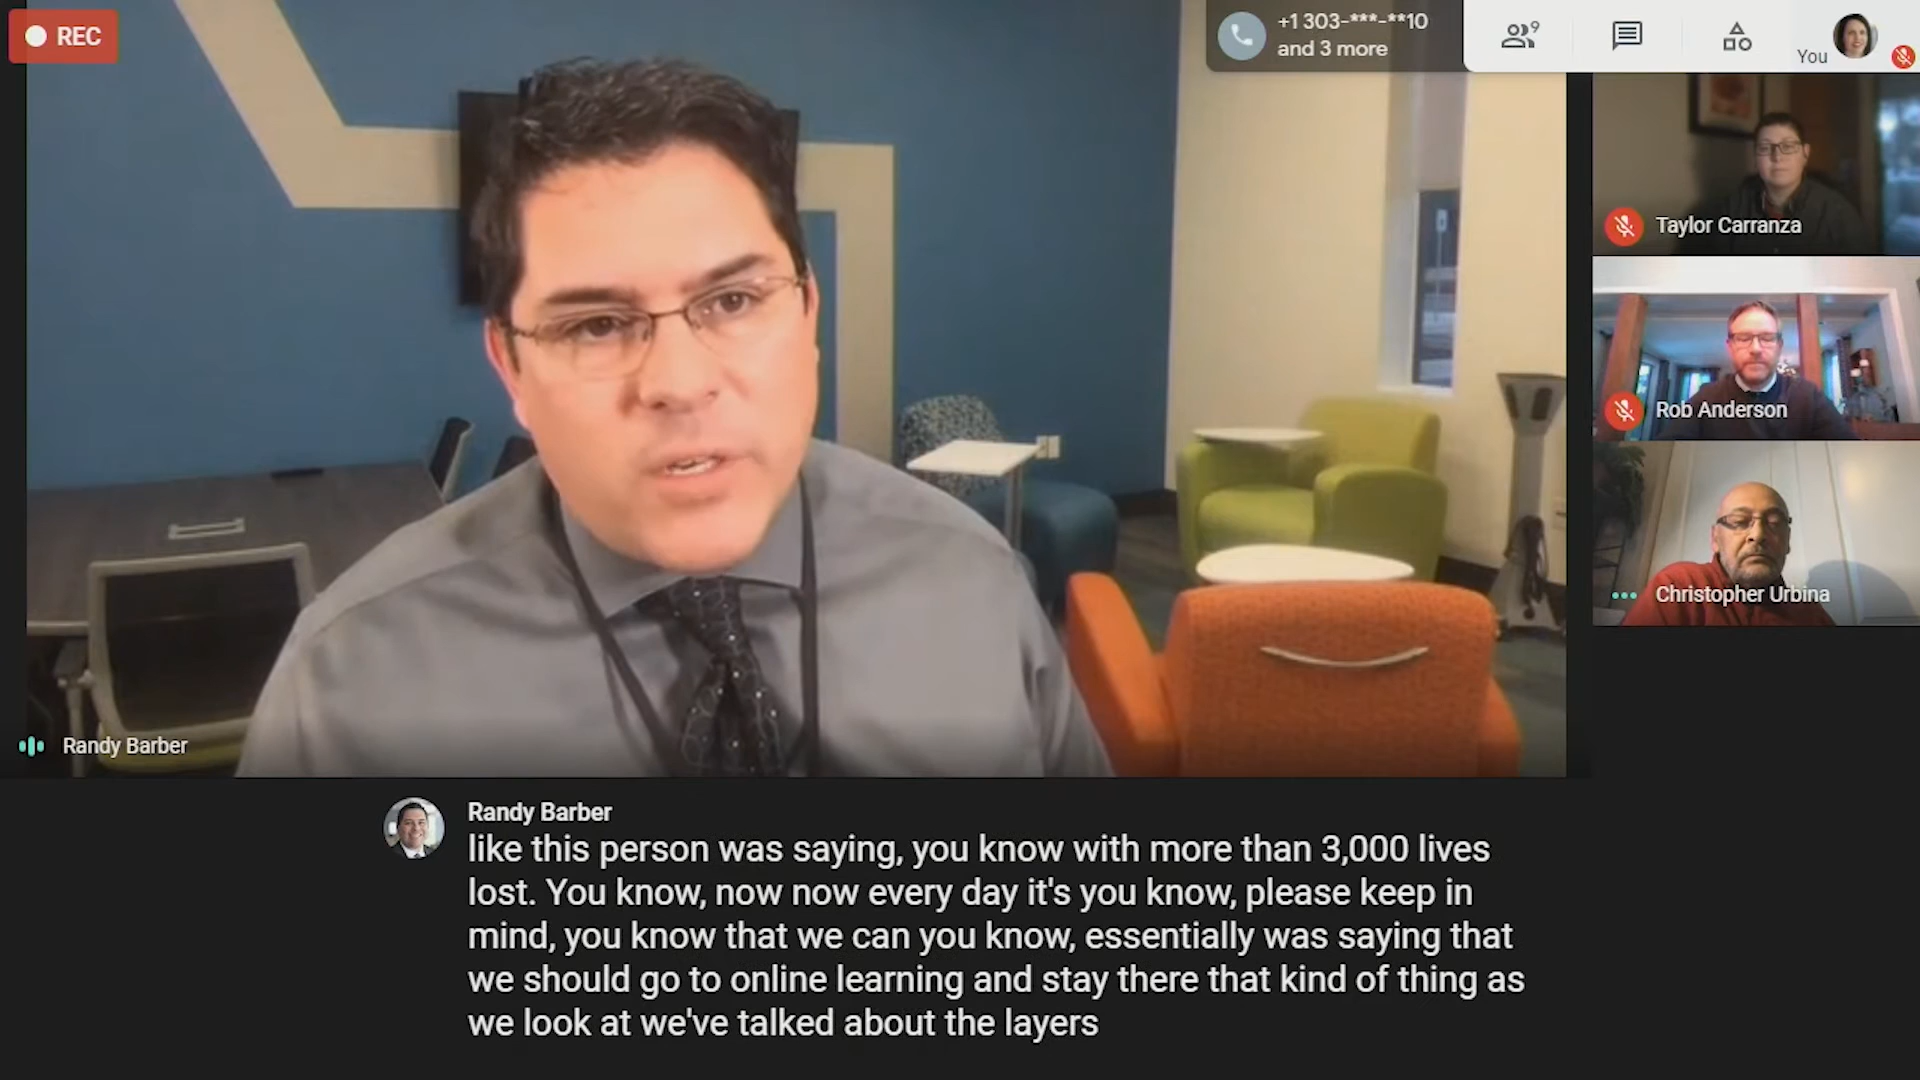 REC
+1 303-***-**10
and 3 more
9
You
Taylor Carranza
Rob Anderson
Christopher Urbina
Randy Barber
Randy Barber
like this person was saying, you know with more than 3,000 lives
lost. You know, now now every day it's you know, please keep in
mind, you know that we can you know, essentially was saying that
we should go to online learning and stay there that kind of thing as
we look at we've talked about the layers